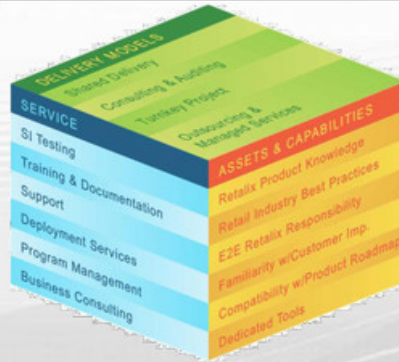 DELIVERY MODELS
Shared Delivery
Consulting & Auditing
Turnkey Project
Outsourcing &
Managed Services
SERVICE
SI Testing
Training & Documentation
Support
Deployment Services
Program Management
Business Consulting
ASSETS & CAPABILITIES
Retalix Product Knowledge
Retail Industry Best Practices
E2E Retalix Responsibility
Familiarity w/Customer Imp.
Compatibility w/Product Roadmap
Dedicated Tools